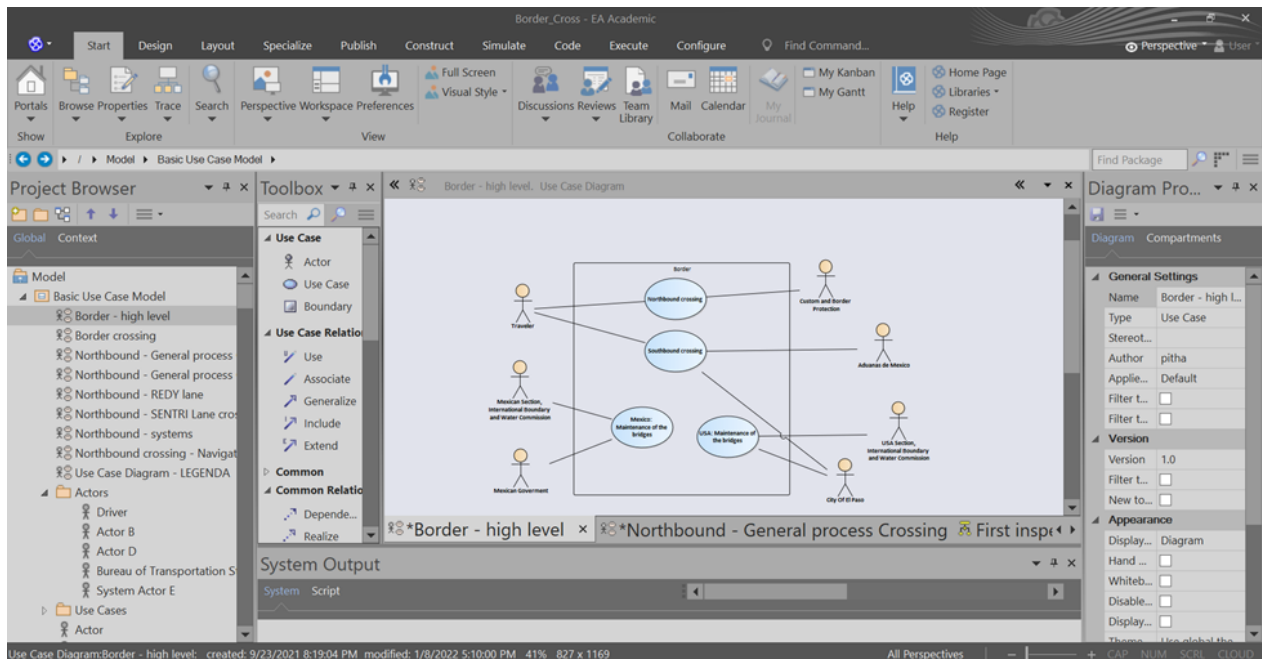 Border_Cross - EA Academic
Start Design Layout Specialize Publish Construct Simulate Code Execute Configure Find Command... Perspective User
Full Screen My Kanban Home Page
Visual Style My Gantt Libraries
Portals Browse Properties Trace Search Perspective Workspace Preferences Discussions Reviews Team Library Mail Calendar My Journal Help Register
Show Explore View Collaborate Help
/ Model Basic Use Case Model Find Package
Project Browser
Global Context
Model
Basic Use Case Model
Border - high level
Border crossing
Northbound - General process
Northbound - General process
Northbound - REDY lane
Northbound - SENTRI Lane cros
Northbound - systems
Northbound crossing - Navigat
Use Case Diagram - LEGENDA
Actors
Driver
Actor B
Actor D
Bureau of Transportation S
System Actor E
Use Cases
Actor
Toolbox
Search
Use Case
Actor
Use Case
Boundary
Use Case Relatio
Use
Associate
Generalize
Include
Extend
Common
Common Relatio
Depende...
Realize
Border - high level. Use Case Diagram
Border
Northbound crossing
Traveler
Custom and Border
Protection
Southbound crossing
Aduanas de Mexico
Mexican Section,
International Boundary
and Water Commission
Mexico:
Maintenance of the
bridges
USA: Maintenance of
the bridges
USA Section,
International Boundary
and Water Commission
Mexican Goverment
City Of El Paso
*Border - high level × *Northbound - General process Crossing First inspe
System Output
System Script
Diagram Pro...
Diagram Compartments
General Settings
Name Border - high l...
Type Use Case
Stereot...
Author pitha
Applie... Default
Filter t...
Filter t...
Version
Version 1.0
Filter t...
New to...
Appearance
Display... Diagram
Hand ...
Whiteb...
Disable...
Display...
Theme Use global the
Use Case Diagram:Border - high level: created: 9/23/2021 8:19:04 PM modified: 1/8/2022 5:10:00 PM 41% 827 x 1169 All Perspectives CAP NUM SCRL CLOUD